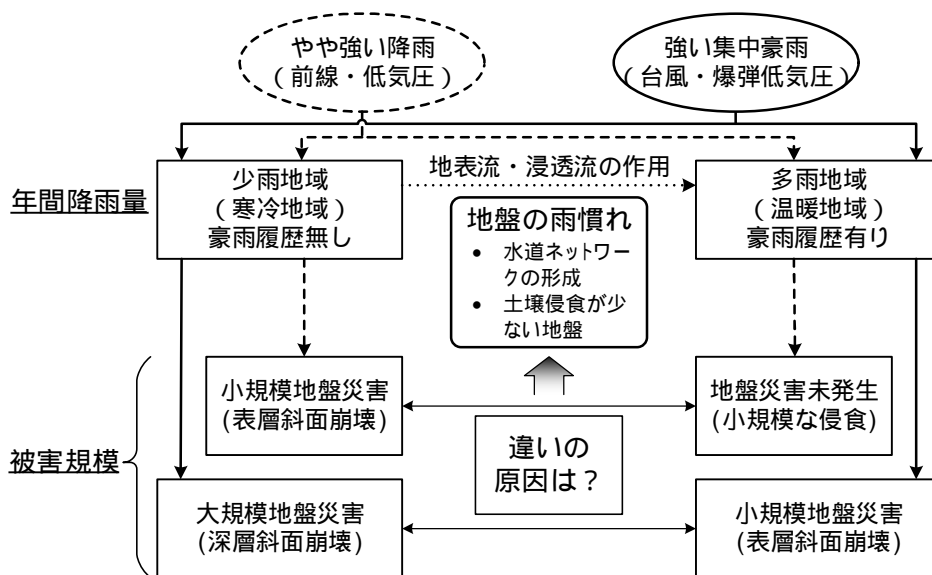 やや強い降雨
(前線・低気圧)
強い集中豪雨
(台風・爆弾低気圧)
年間降雨量
少雨地域
(寒冷地域)
豪雨履歴無し
地表流・浸透流の作用
多雨地域
(温暖地域)
豪雨履歴有り
地盤の雨慣れ
• 水道ネットワー
クの形成
• 土壌侵食が少
ない地盤
被害規模
小規模地盤災害
(表層斜面崩壊)
違いの
原因は?
地盤災害未発生
(小規模な侵食)
大規模地盤災害
(深層斜面崩壊)
小規模地盤災害
(表層斜面崩壊)